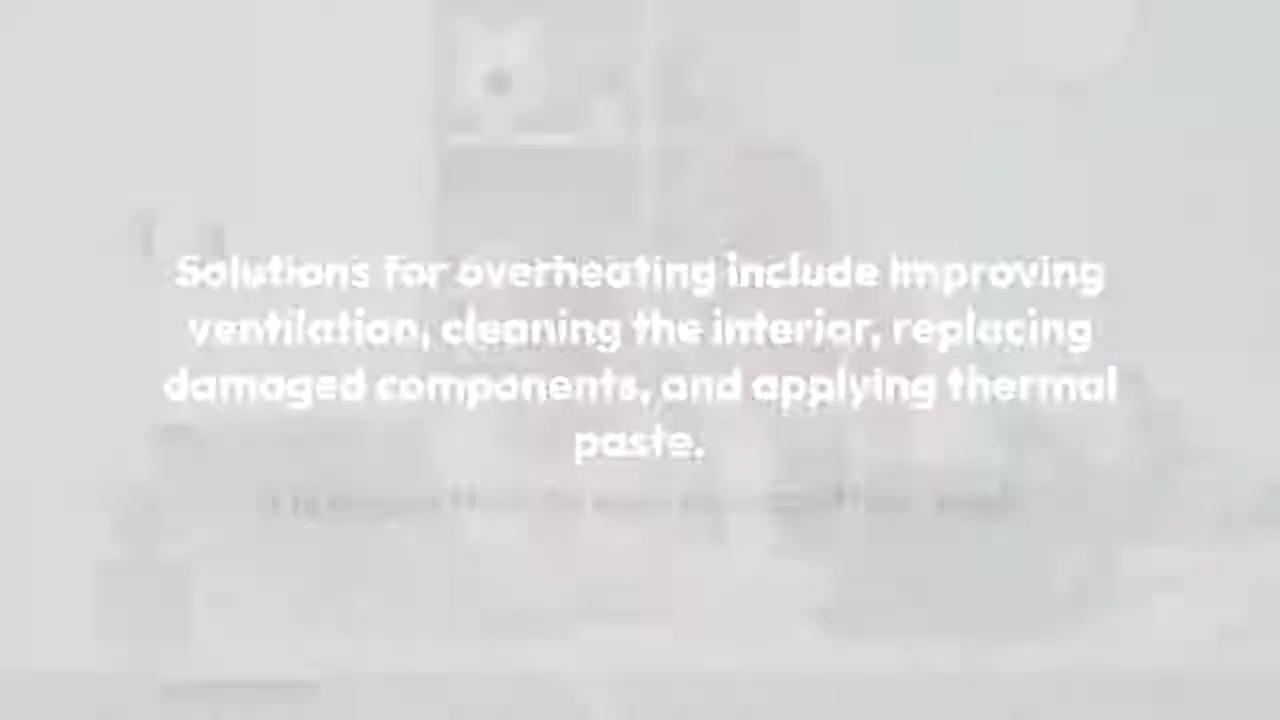 Solutions for overheating include improving
ventilation, cleaning the interior, replacing
damaged components, and applying thermal
paste.